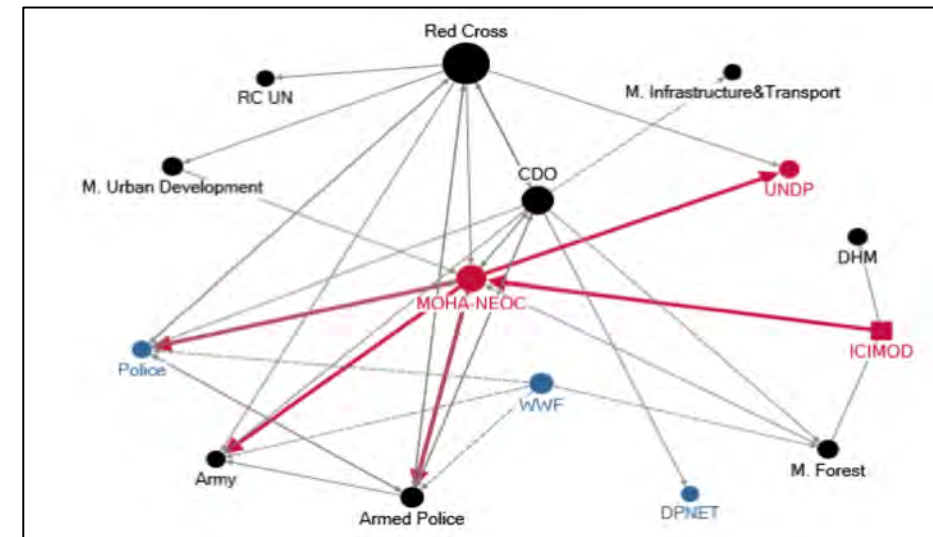 Red Cross
RC UN
M. Infrastructure&Transport
M. Urban Development
CDO
UNDP
DHM
MOHA-NEOC
ICIMOD
Police
WWF
M. Forest
Army
Armed Police
DPNET